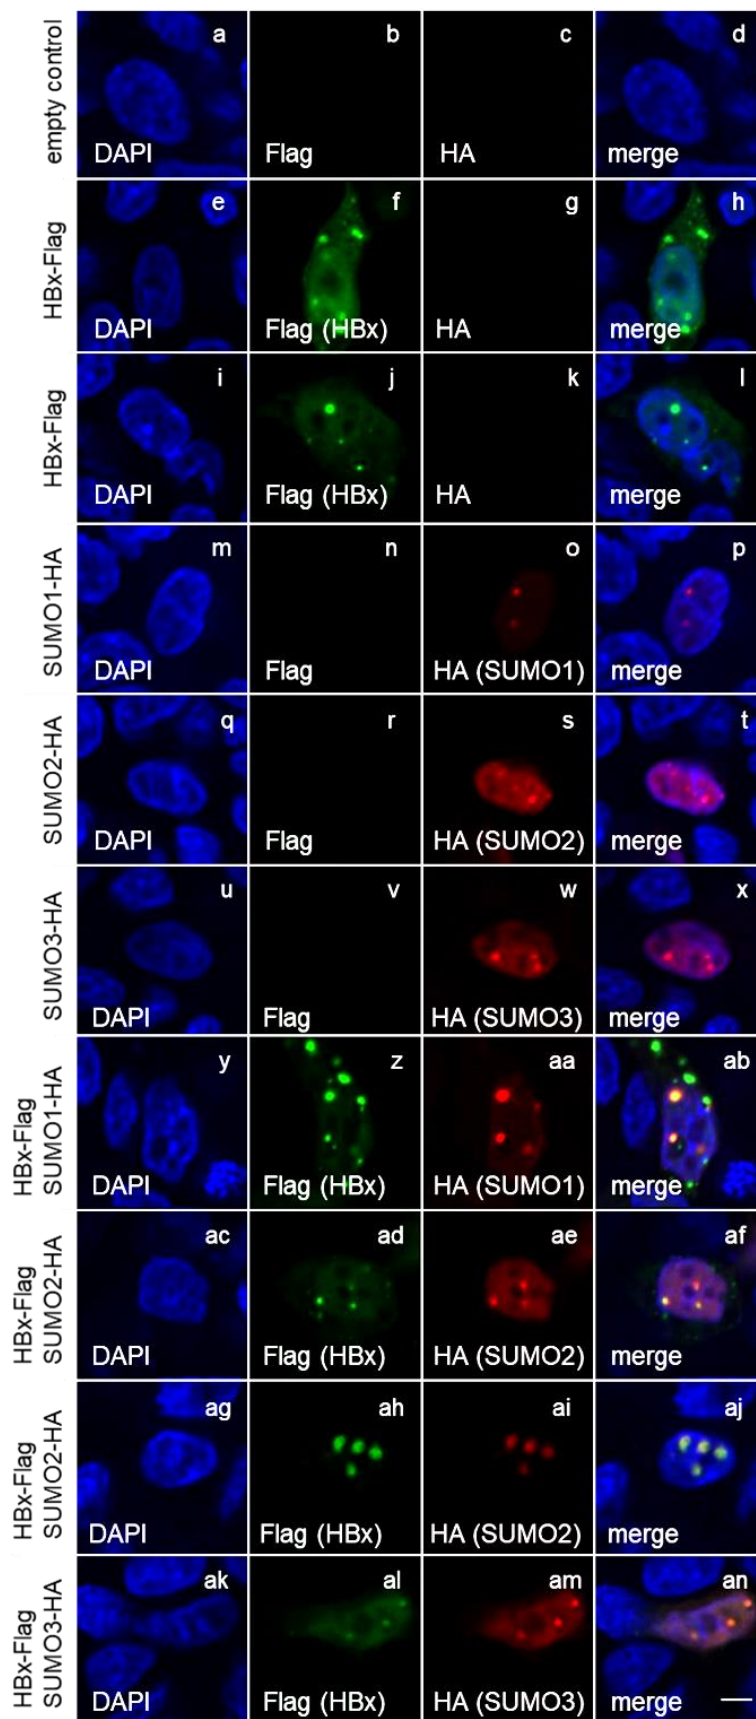 empty control
a
b
c
d
DAPI
Flag
HA
merge
HBx-Flag
e
f
g
h
DAPI
Flag (HBx)
HA
merge
HBx-Flag
i
j
k
l
DAPI
Flag (HBx)
HA
merge
SUMO1-HA
m
n
o
p
DAPI
Flag
HA (SUMO1)
merge
SUMO2-HA
q
r
s
t
DAPI
Flag
HA (SUMO2)
merge
SUMO3-HA
u
v
w
x
DAPI
Flag
HA (SUMO3)
merge
HBx-Flag
SUMO1-HA
y
z
aa
ab
DAPI
Flag (HBx)
HA (SUMO1)
merge
HBx-Flag
SUMO2-HA
ac
ad
ae
af
DAPI
Flag (HBx)
HA (SUMO2)
merge
HBx-Flag
SUMO2-HA
ag
ah
ai
aj
DAPI
Flag (HBx)
HA (SUMO2)
merge
HBx-Flag
SUMO3-HA
ak
al
am
an
DAPI
Flag (HBx)
HA (SUMO3)
merge